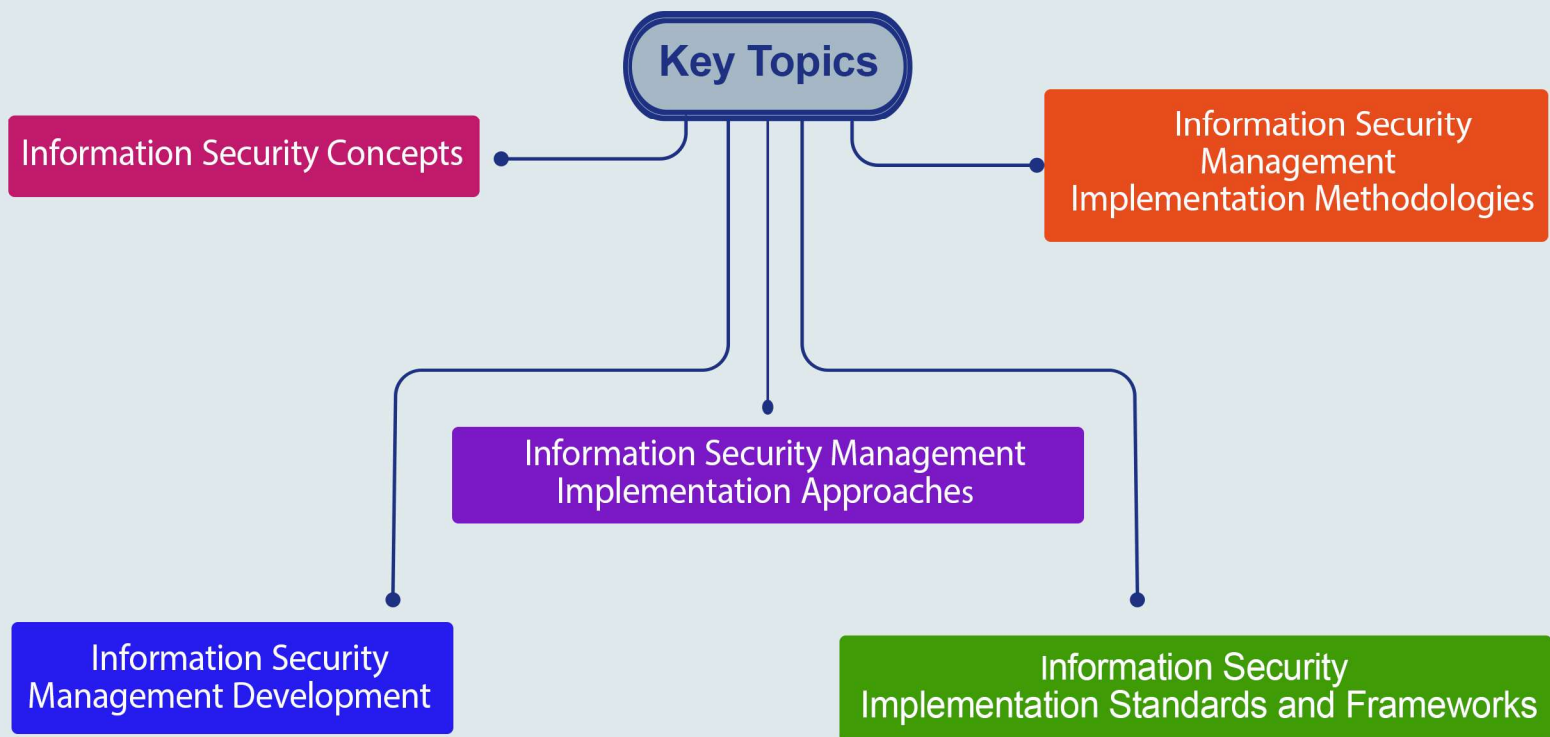 Key Topics
Information Security Concepts
Information Security
Management
Implementation Methodologies
Information Security Management
Implementation Approaches
Information Security
Management Development
Information Security
Implementation Standards and Frameworks